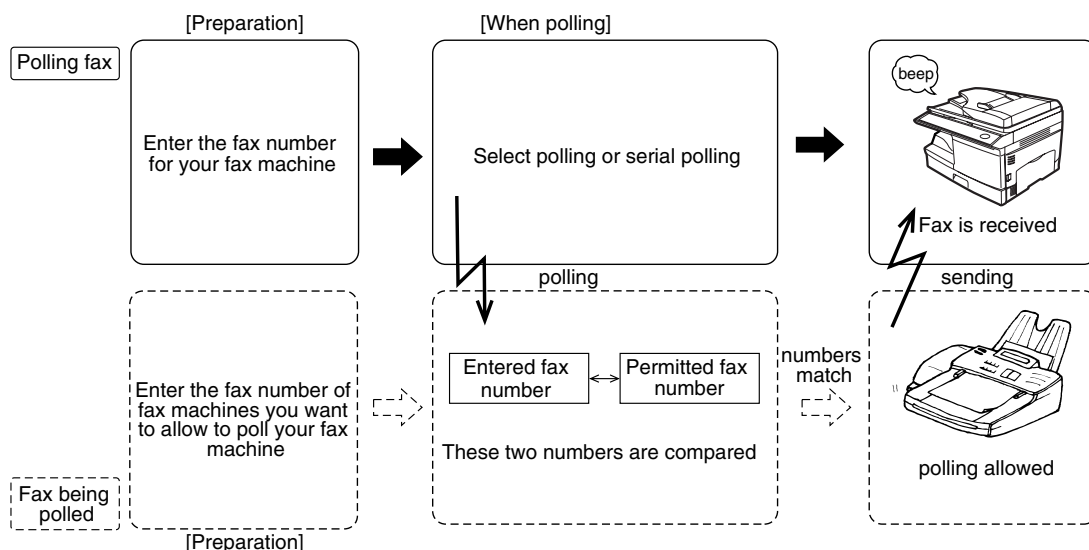 [Preparation]
[When polling]
Polling fax
Enter the fax number
for your fax machine
Select polling or serial polling
beep
Fax is received
polling
sending
Fax being
polled
Enter the fax number of
fax machines you want
to allow to poll your fax
machine
Entered fax
number
Permitted fax
number
These two numbers are compared
numbers
match
polling allowed
[Preparation]